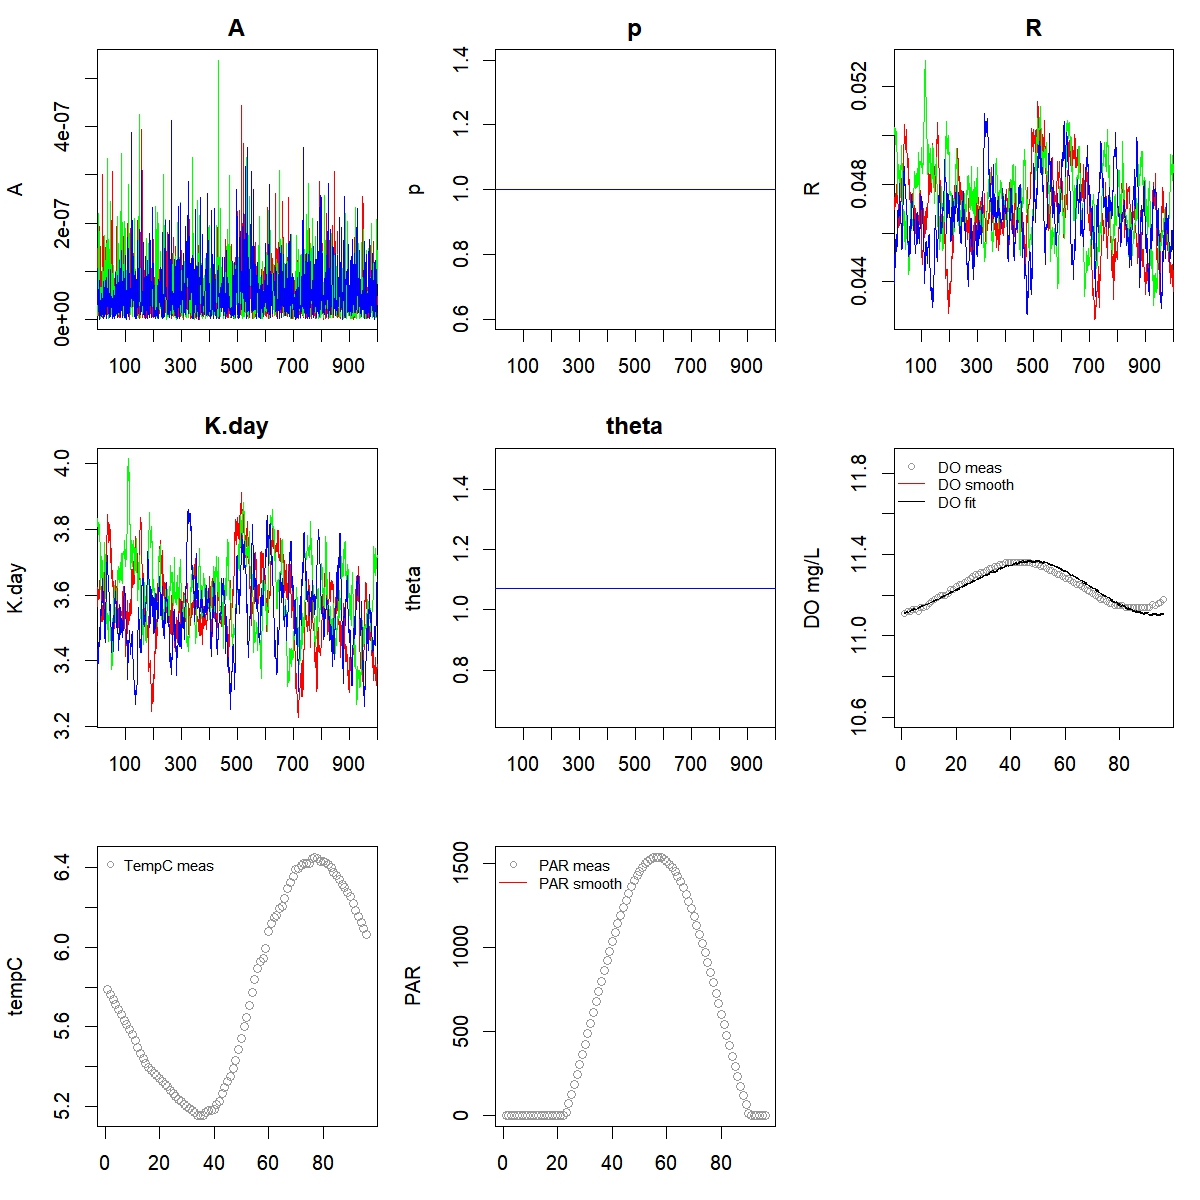 A
A
0e+00 2e-07 4e-07
100 300 500 700 900
p
p
0.6 0.8 1.0 1.2 1.4
100 300 500 700 900
R
R
0.044 0.048 0.052
100 300 500 700 900
K.day
K.day
3.2 3.4 3.6 3.8 4.0
100 300 500 700 900
theta
theta
0.8 1.0 1.2 1.4
100 300 500 700 900
DO meas
DO smooth
DO fit
DO mg/L
10.6 11.0 11.4 11.8
0 20 40 60 80
TempC meas
tempC
5.2 5.6 6.0 6.4
0 20 40 60 80
PAR meas
PAR smooth
PAR
0 500 1000 1500
0 20 40 60 80